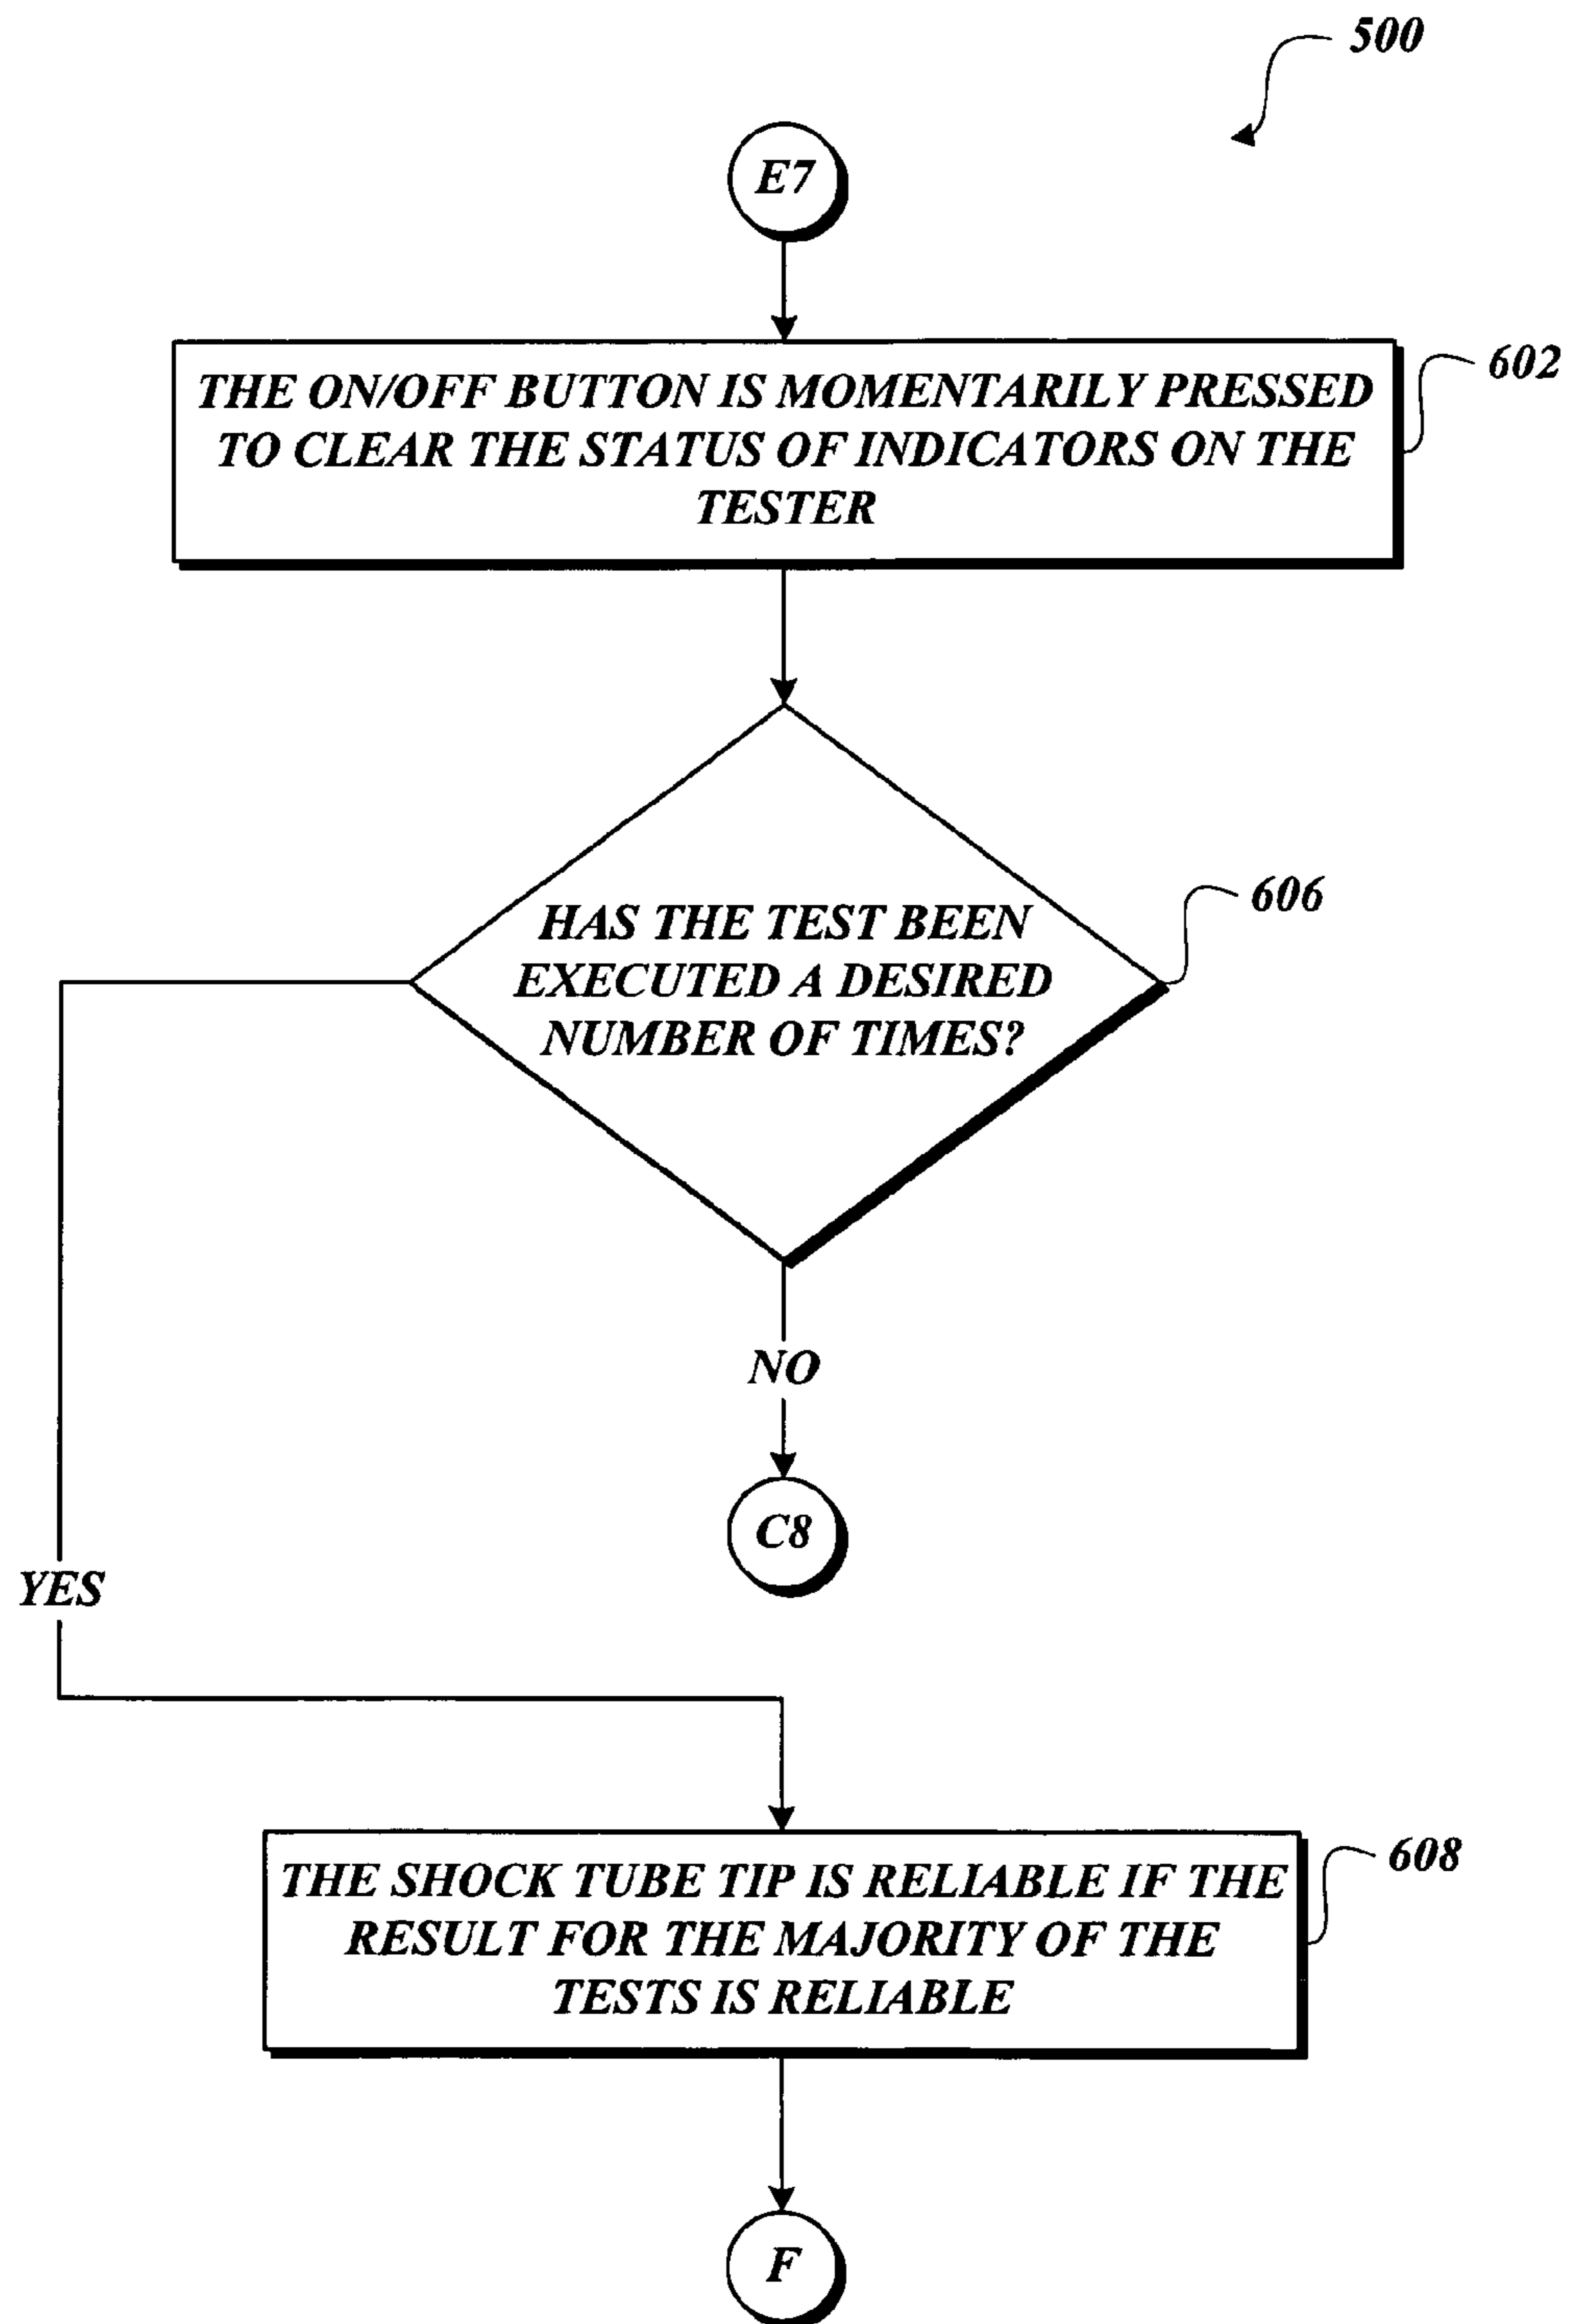 500
E7
THE ON/OFF BUTTON IS MOMENTARILY PRESSED
TO CLEAR THE STATUS OF INDICATORS ON THE
TESTER
602
HAS THE TEST BEEN
EXECUTED A DESIRED
NUMBER OF TIMES?
606
NO
C8
YES
THE SHOCK TUBE TIP IS RELIABLE IF THE
RESULT FOR THE MAJORITY OF THE
TESTS IS RELIABLE
608
F